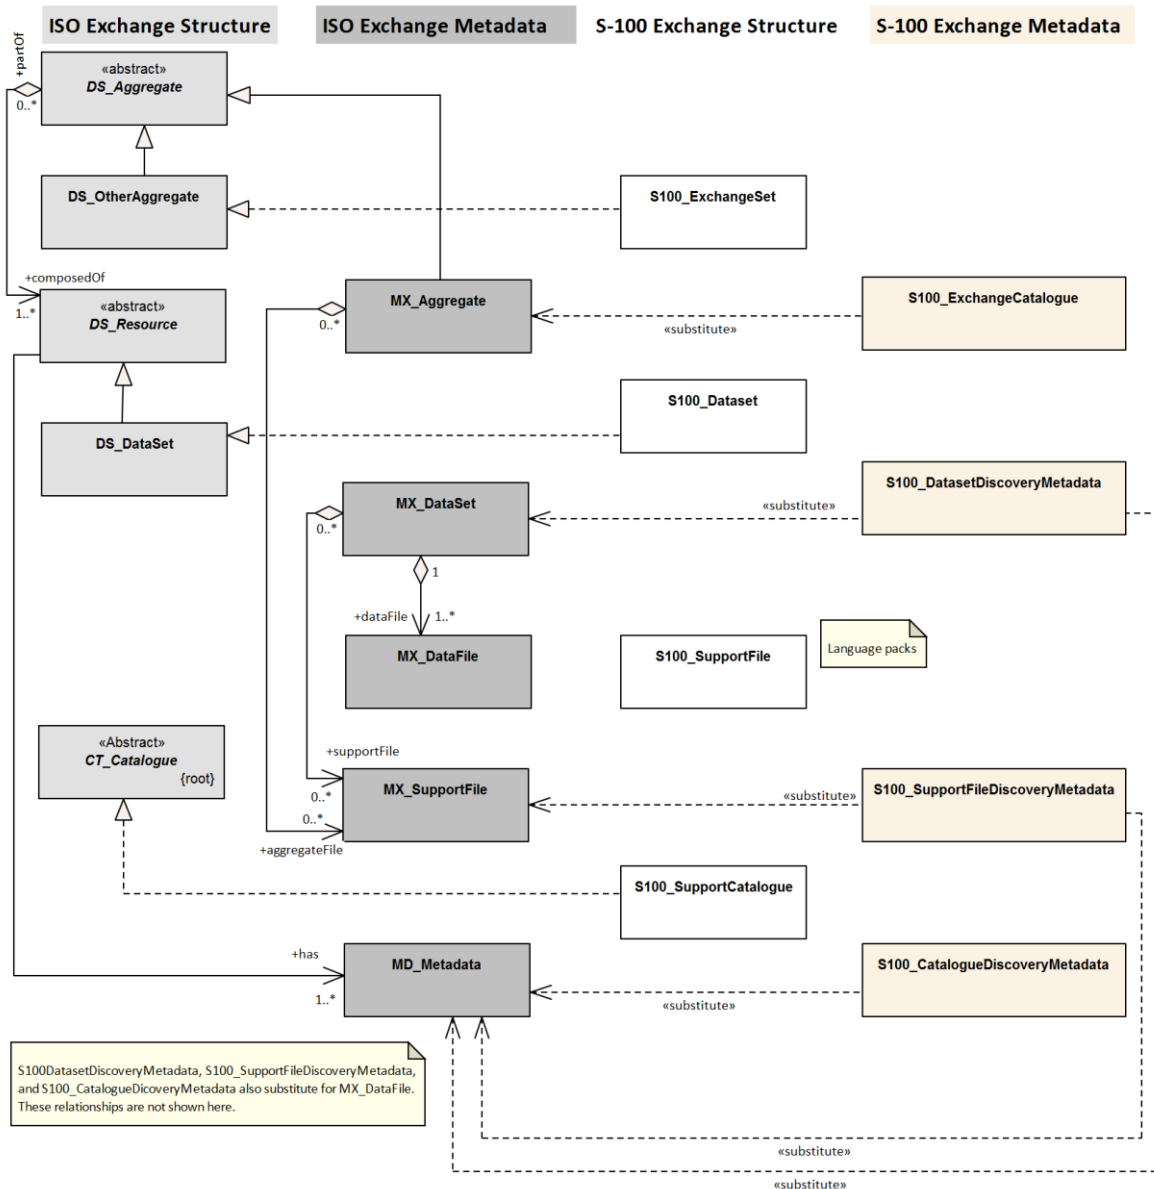 ISO Exchange Structure
ISO Exchange Metadata
S-100 Exchange Structure
S-100 Exchange Metadata
+partOf
0..*
«abstract»
DS_Aggregate
DS_OtherAggregate
S100_ExchangeSet
+composedOf
1..*
«abstract»
DS_Resource
MX_Aggregate
0..*
«substitute»
S100_ExchangeCatalogue
S100_Dataset
DS_DataSet
MX_DataSet
0..*
1
«substitute»
S100_DatasetDiscoveryMetadata
+dataFile
1..*
MX_DataFile
S100_SupportFile
Language packs
«Abstract»
CT_Catalogue
{root}
+supportFile
0..*
MX_SupportFile
0..*
+aggregateFile
«substitute»
S100_SupportFileDiscoveryMetadata
S100_SupportCatalogue
+has
1..*
MD_Metadata
«substitute»
S100_CatalogueDiscoveryMetadata
S100DatasetDiscoveryMetadata, S100_SupportFileDiscoveryMetadata,
and S100_CatalogueDicoveryMetadata also substitute for MX_DataFile.
These relationships are not shown here.
«substitute»
«substitute»